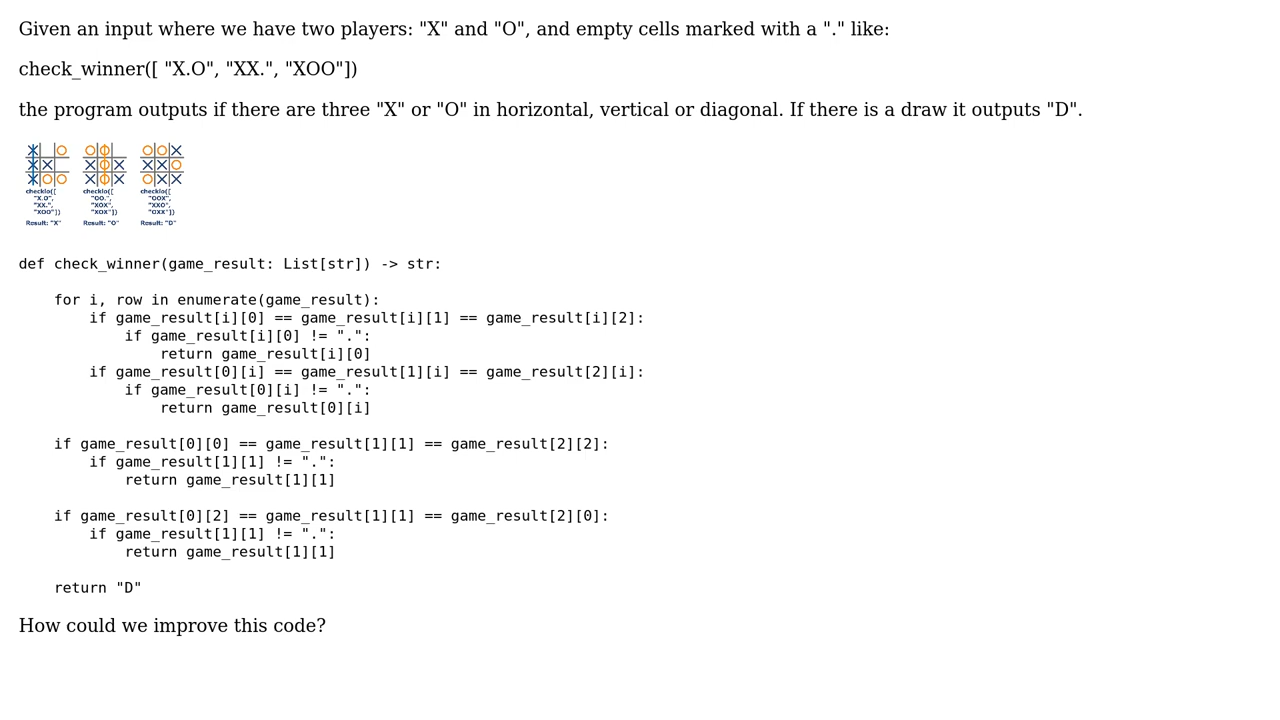 Given an input where we have two players: "X" and "O", and empty cells marked with a "." like:
check_winner([ "X.O", "XX.", "XOO"])
the program outputs if there are three "X" or "O" in horizontal, vertical or diagonal. If there is a draw it outputs "D".
checkio([ checkio([ checkio([
"X.O", "OO.", "OOX",
"XX.", "XOX", "XXO",
"XOO"]) "XOX"]) "OXX"])
Result: "X" Result: "O" Result: "D"
def check_winner(game_result: List[str]) -> str:
    for i, row in enumerate(game_result):
        if game_result[i][0] == game_result[i][1] == game_result[i][2]:
            if game_result[i][0] != ".":
                return game_result[i][0]
        if game_result[0][i] == game_result[1][i] == game_result[2][i]:
            if game_result[0][i] != ".":
                return game_result[0][i]
    if game_result[0][0] == game_result[1][1] == game_result[2][2]:
        if game_result[1][1] != ".":
            return game_result[1][1]
    if game_result[0][2] == game_result[1][1] == game_result[2][0]:
        if game_result[1][1] != ".":
            return game_result[1][1]
    return "D"
How could we improve this code?